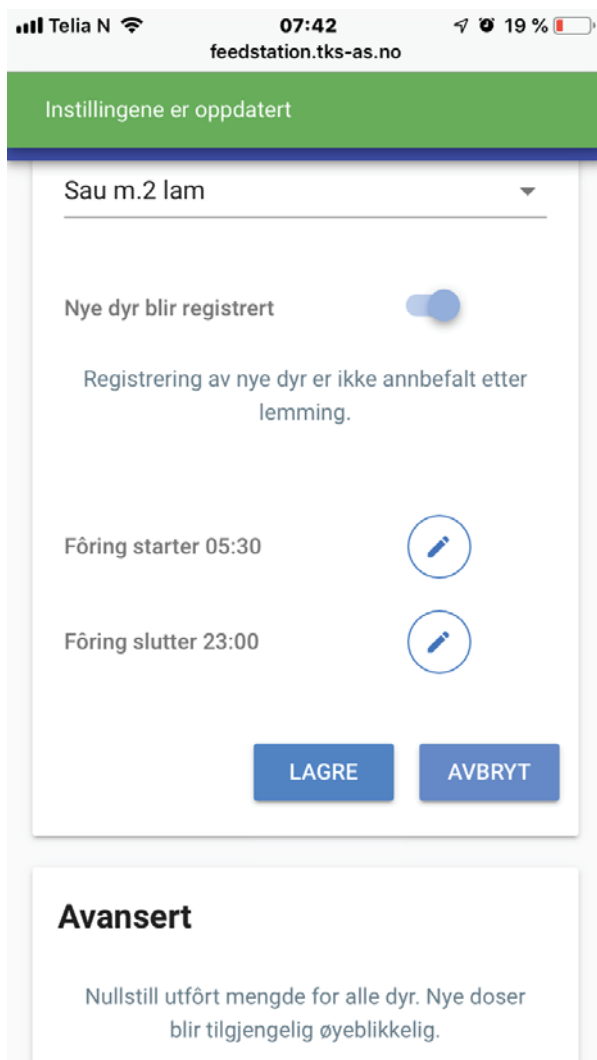 Telia N 07:42 19 %
feedstation.tks-as.no
Instillingene er oppdatert
Sau m.2 lam
Nye dyr blir registrert
Registrering av nye dyr er ikke annbefalt etter
lemming.
Fôring starter 05:30
Fôring slutter 23:00
LAGRE AVBRYT
Avansert
Nullstill utfôrt mengde for alle dyr. Nye doser
blir tilgjengelig øyeblikkelig.